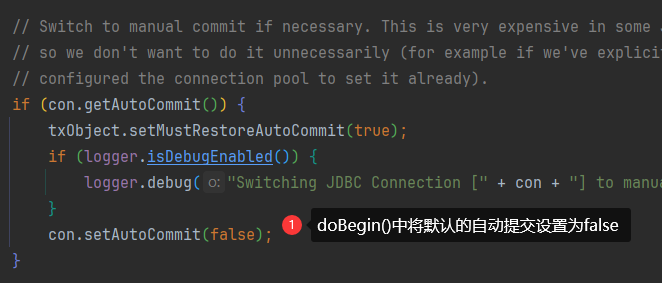 // Switch to manual commit if necessary. This is very expensive in some
// so we don't want to do it unnecessarily (for example if we've explici
// configured the connection pool to set it already).
if (con.getAutoCommit()) {
txObject.setMustRestoreAutoCommit(true);
if (logger.isDebugEnabled()) {
logger.debug( o: "Switching JDBC Connection [" + con + "] to manua
}
con.setAutoCommit(false); 1 doBegin()中将默认的自动提交设置为false
}